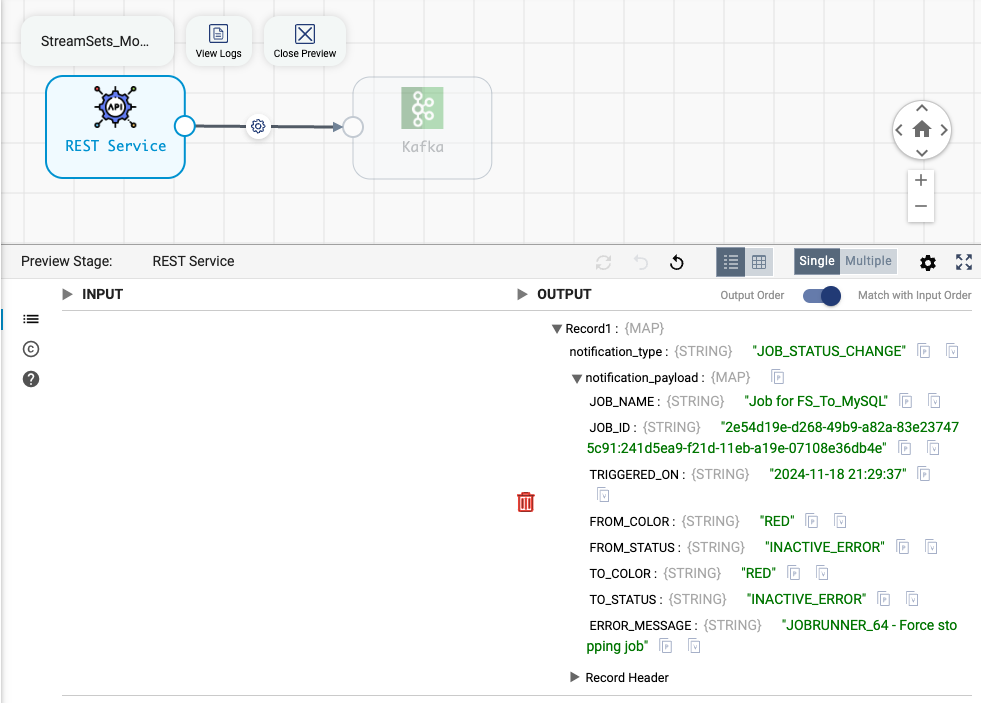 StreamSets_Mo...
View Logs
Close Preview
API
REST Service
Kafka
Preview Stage: REST Service
Single Multiple
INPUT
OUTPUT
Output Order
Match with Input Order
Record1 : {MAP}
notification_type : {STRING} "JOB_STATUS_CHANGE"
notification_payload : {MAP}
JOB_NAME : {STRING} "Job for FS_To_MySQL"
JOB_ID : {STRING} "2e54d19e-d268-49b9-a82a-83e23747
5c91:241d5ea9-f21d-11eb-a19e-07108e36db4e"
TRIGGERED_ON : {STRING} "2024-11-18 21:29:37"
FROM_COLOR : {STRING} "RED"
FROM_STATUS : {STRING} "INACTIVE_ERROR"
TO_COLOR : {STRING} "RED"
TO_STATUS : {STRING} "INACTIVE_ERROR"
ERROR_MESSAGE : {STRING} "JOBRUNNER_64 - Force sto
pping job"
Record Header